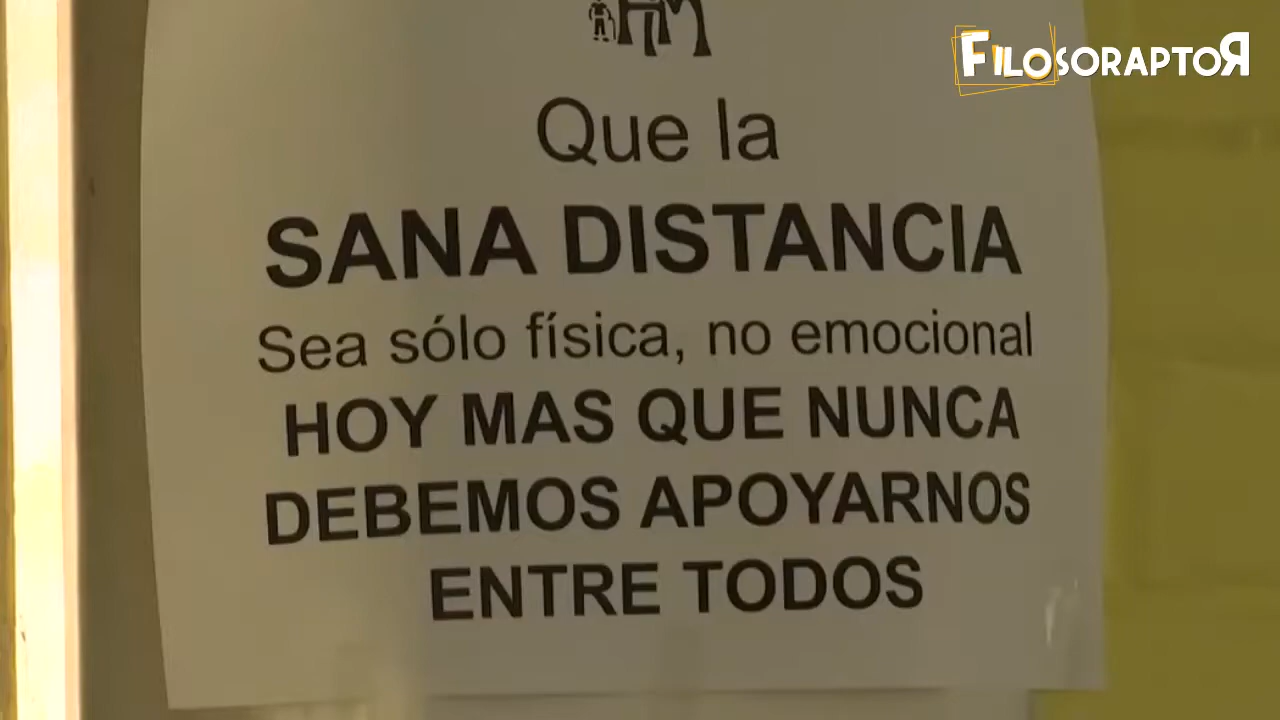 FILOSORAPTOR
Que la
SANA DISTANCIA
Sea sólo física, no emocional
HOY MAS QUE NUNCA
DEBEMOS APOYARNOS
ENTRE TODOS